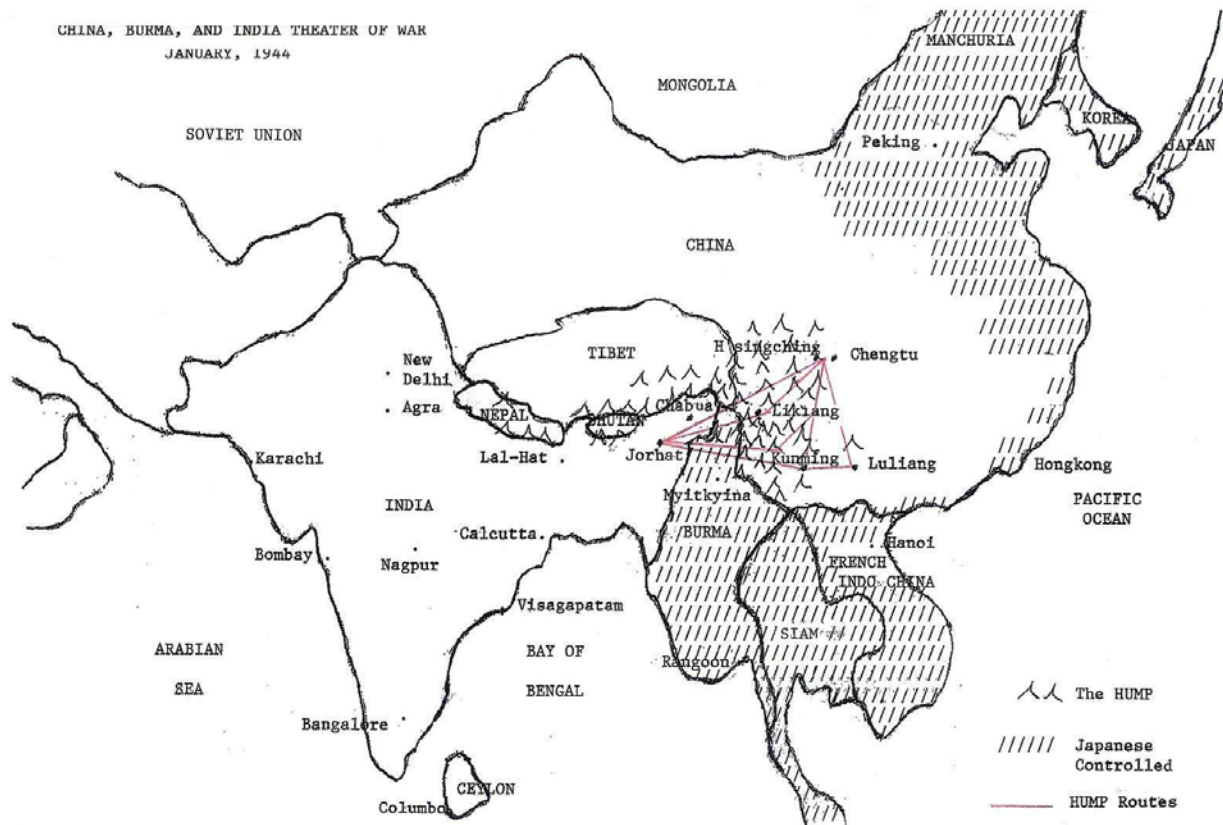 CHINA, BURMA, AND INDIA THEATER OF WAR
JANUARY, 1944
MANCHURIA
MONGOLIA
SOVIET UNION
KOREA
Peking
JAPAN
CHINA
H singching
TIBET
Chengtu
New
Delhi
Agra
NEPAL
BHUTAN
Chabua
Likiang
Karachi
Lal-Hat
Jorhat
Kunming
Luliang
Hongkong
Myitkyina
PACIFIC
OCEAN
INDIA
BURMA
Calcutta
Hanoi
Bombay
Nagpur
FRENCH
INDO CHINA
Visagapatam
SIAM
ARABIAN
SEA
BAY OF
BENGAL
Rangoon
Bangalore
CEYLON
Columbo
The HUMP
Japanese
Controlled
HUMP Routes